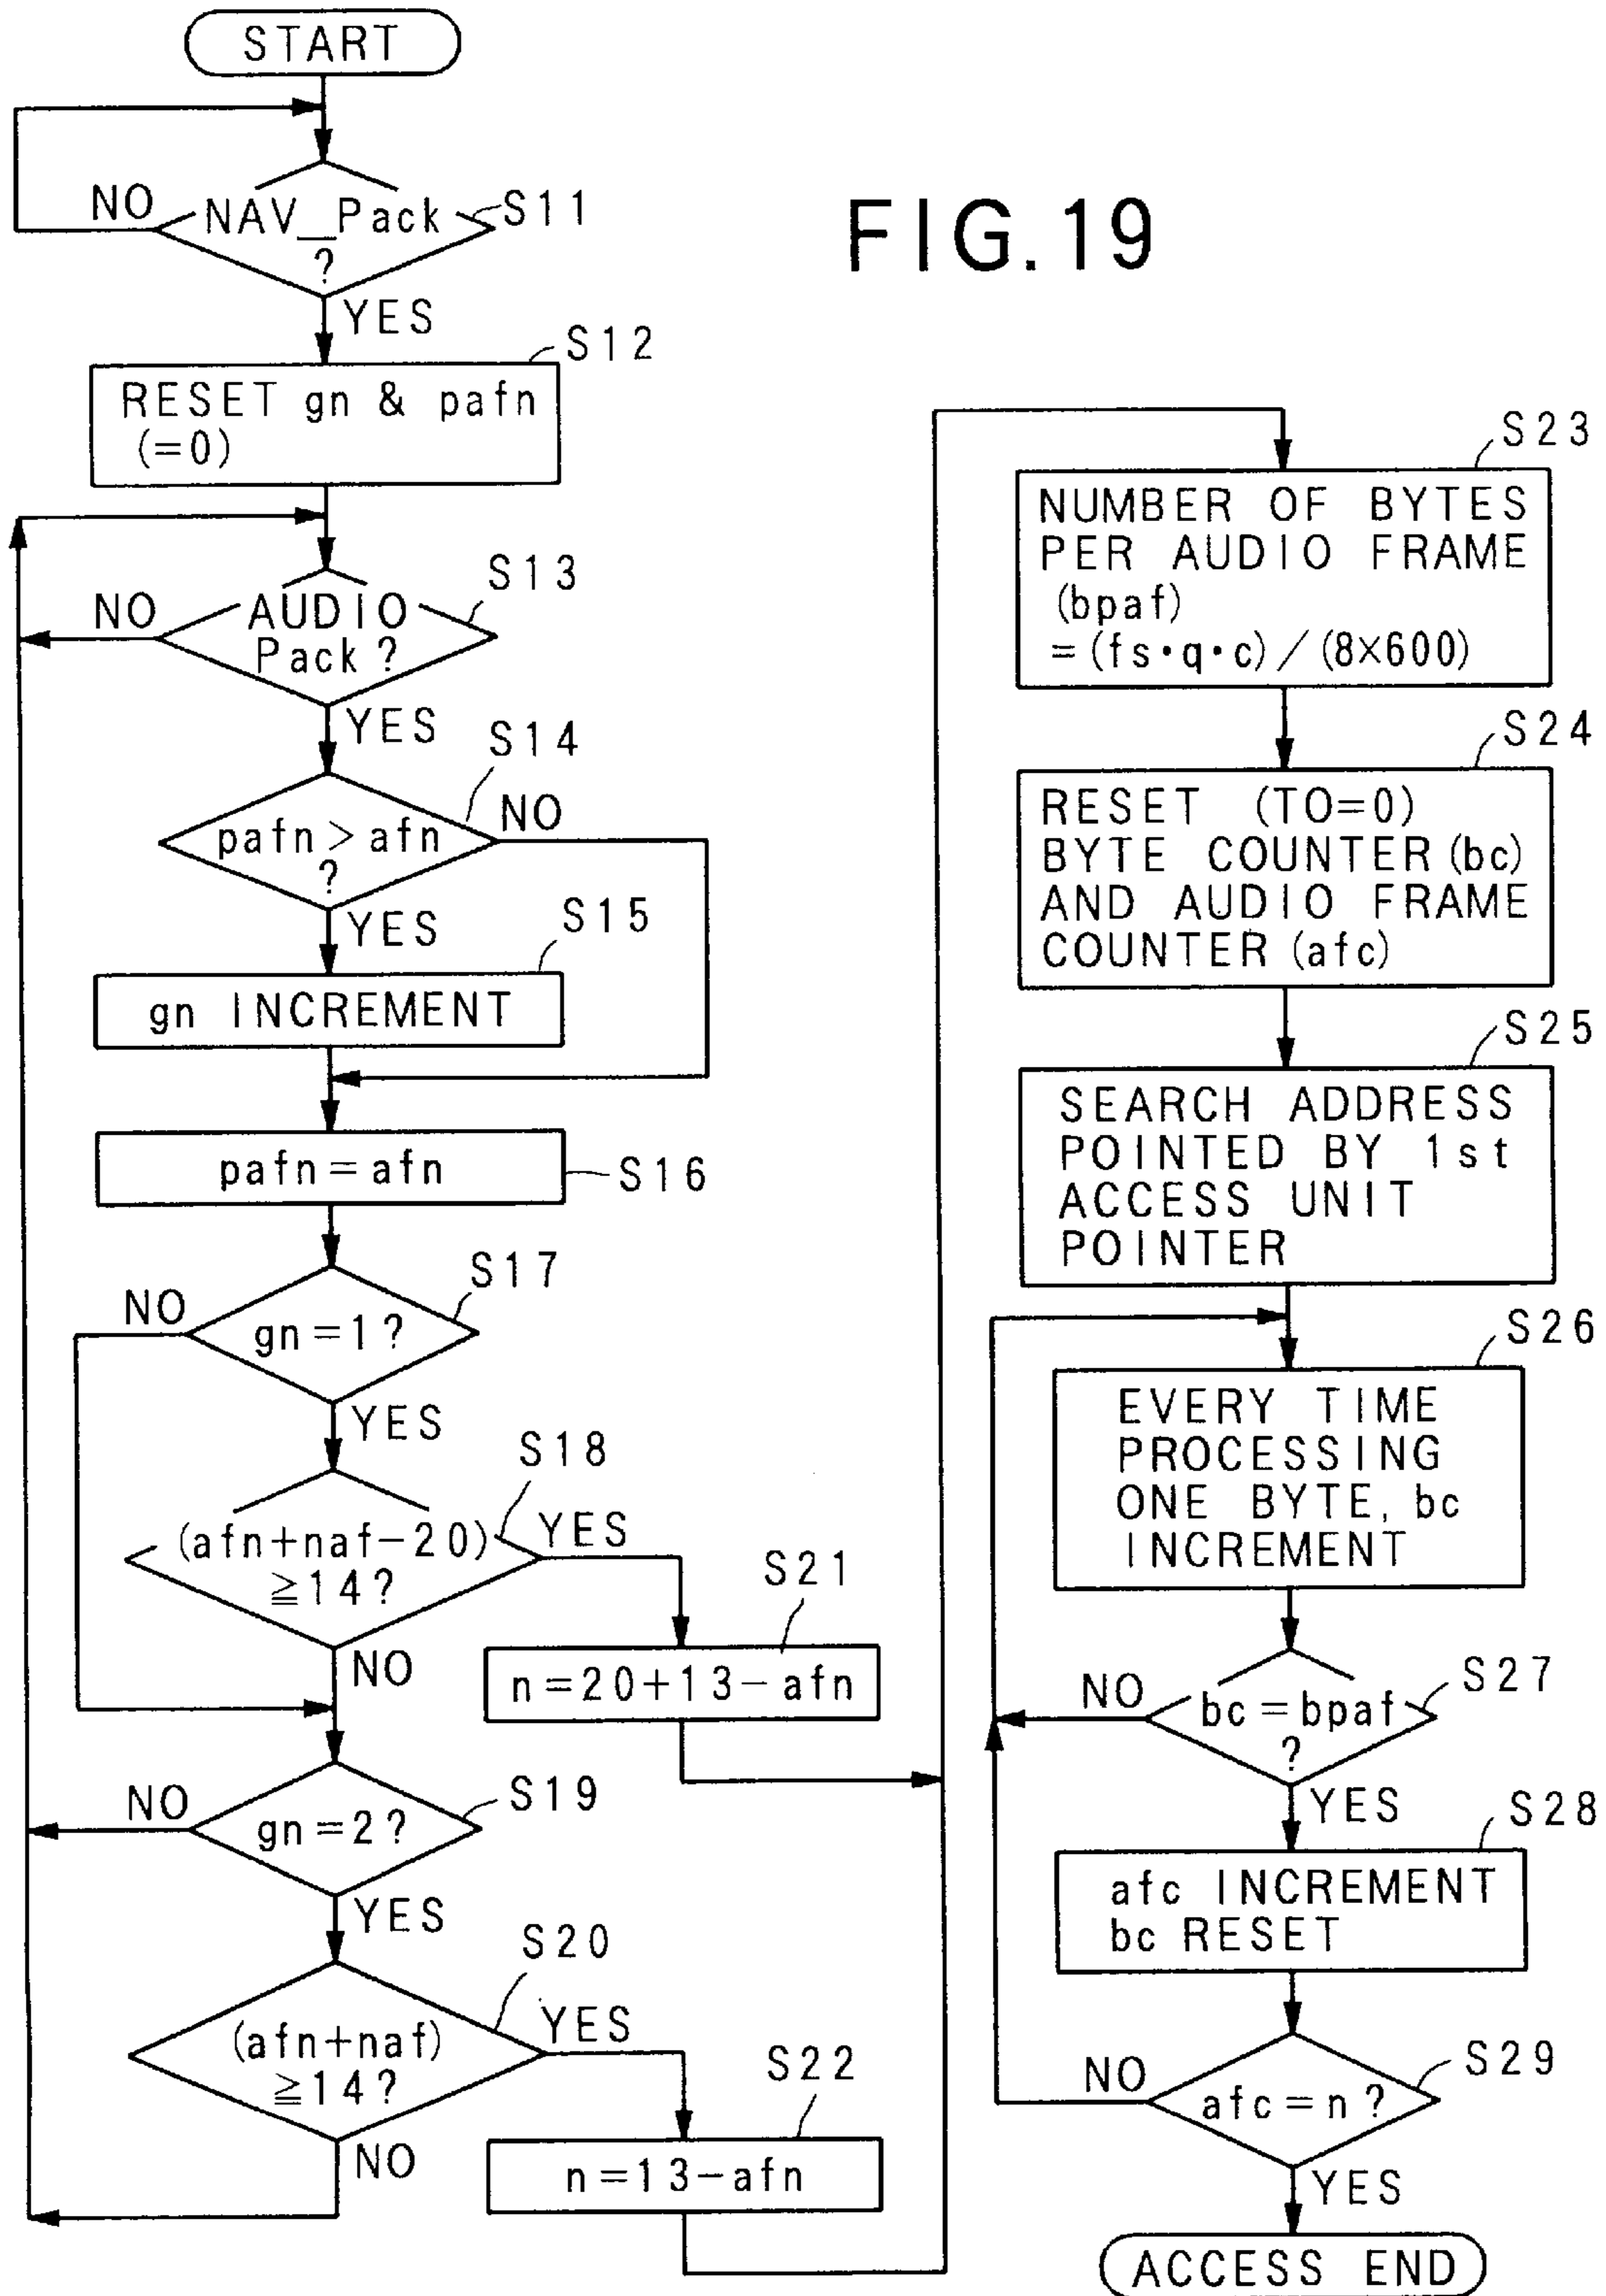 START
NO
NAV_Pack
?
S11
YES
FIG.19
S12
RESET gn & pafn
(=0)
S13
NO
AUDIO
Pack?
YES
S14
pafn > afn
?
NO
YES
S15
gn INCREMENT
pafn = afn
S16
S17
NO
gn = 1?
YES
S18
(afn+naf−20)
≧14?
YES
NO
S21
n=20+13−afn
S19
NO
gn = 2?
YES
S20
(afn+naf)
≧14?
YES
NO
S22
n=13−afn
S23
NUMBER OF BYTES
PER AUDIO FRAME
(bpaf)
=(fs・q・c)/(8×600)
S24
RESET (TO=0)
BYTE COUNTER (bc)
AND AUDIO FRAME
COUNTER (afc)
S25
SEARCH ADDRESS
POINTED BY 1st
ACCESS UNIT
POINTER
S26
EVERY TIME
PROCESSING
ONE BYTE, bc
INCREMENT
S27
NO
bc = bpaf
?
YES
S28
afc INCREMENT
bc RESET
S29
NO
afc = n?
YES
ACCESS END